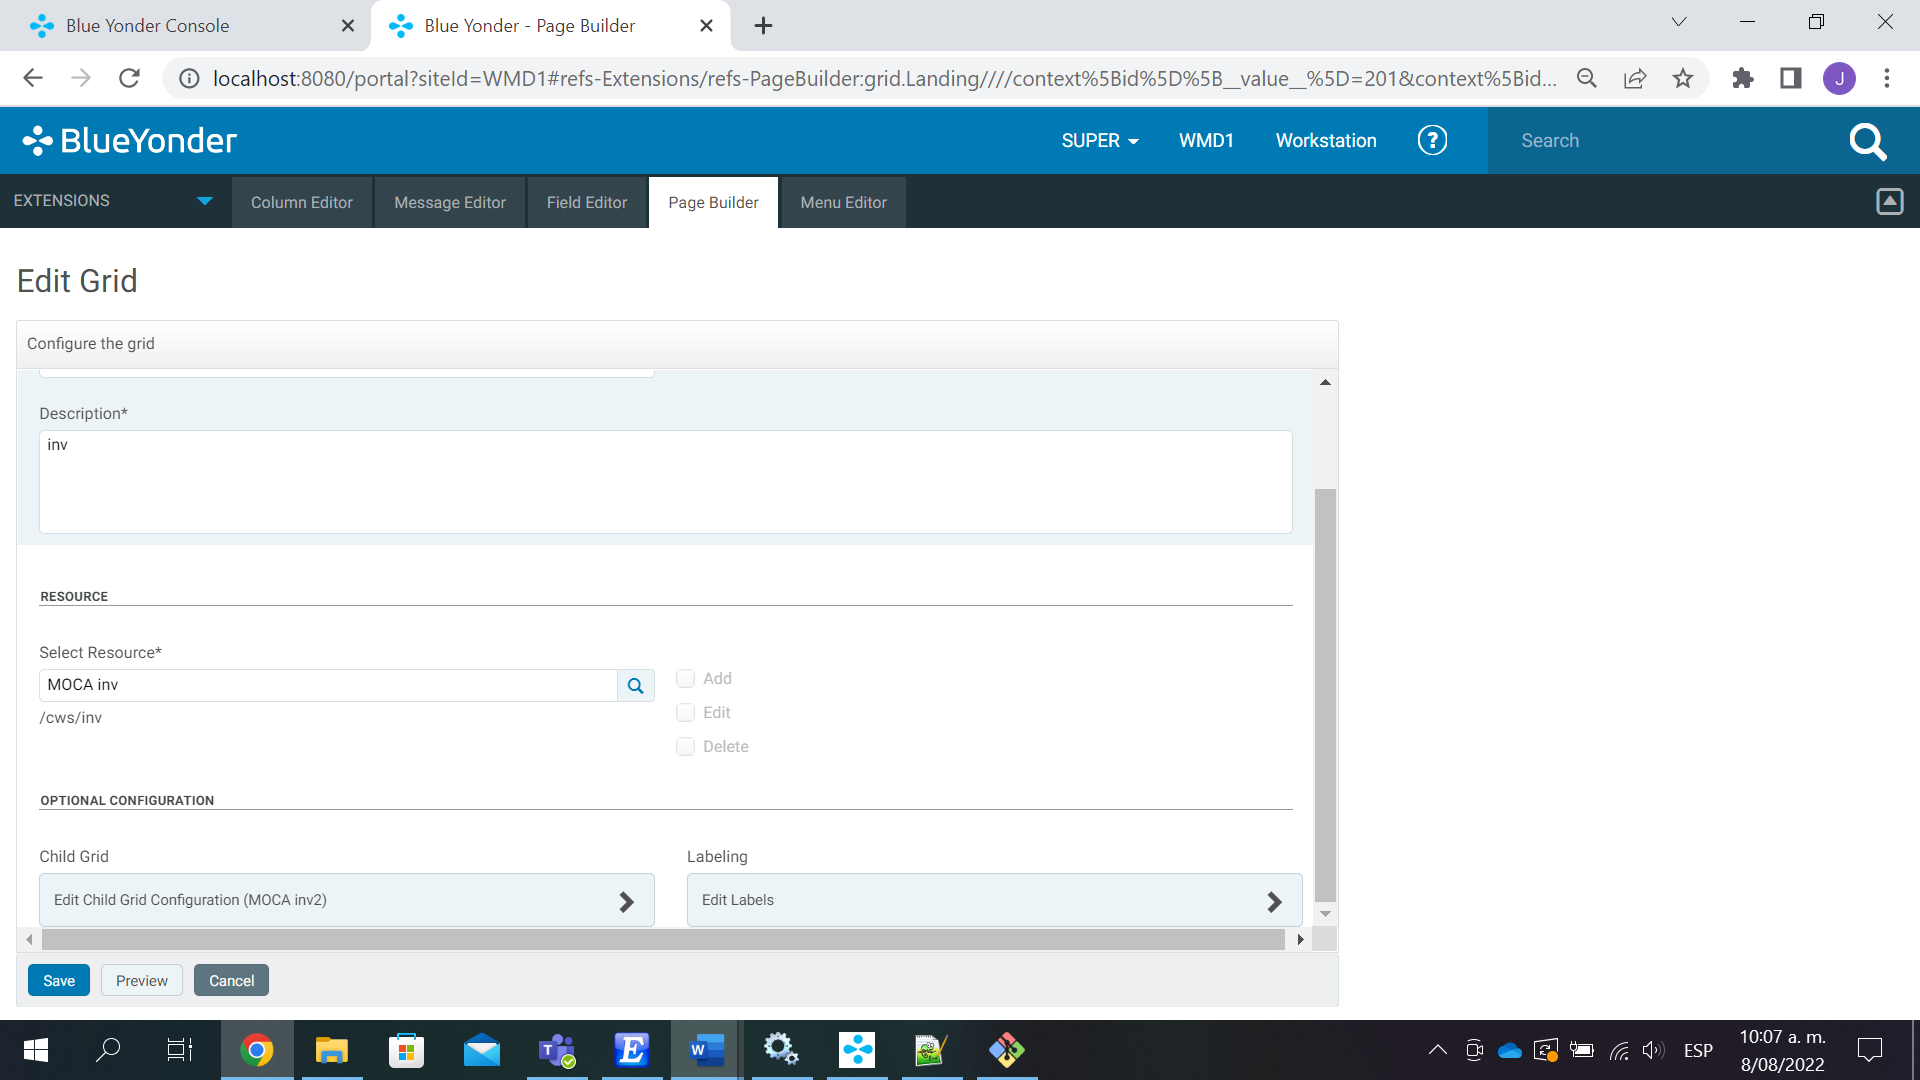 Blue Yonder Console
Blue Yonder - Page Builder
localhost:8080/portal?siteId=WMD1#refs-Extensions/refs-PageBuilder:grid.Landing////context%5Bid%5D%5B__value__%5D=201&context%5Bid...
J
BlueYonder
SUPER
WMD1
Workstation
?
Search
EXTENSIONS
Column Editor
Message Editor
Field Editor
Page Builder
Menu Editor
Edit Grid
Configure the grid
Description*
inv
RESOURCE
Select Resource*
MOCA inv
/cws/inv
Add
Edit
Delete
OPTIONAL CONFIGURATION
Child Grid
Labeling
Edit Child Grid Configuration (MOCA inv2)
Edit Labels
Save
Preview
Cancel
ESP
10:07 a. m.
8/08/2022